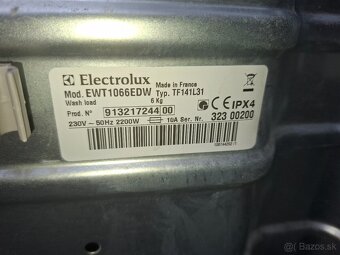 Electrolux
Made in France
Mod. EWT1066EDW Typ. TF141L31
Wash load 6 Kg
Prod. N° 913217244 00
IPX4
230V ~ 50Hz 2200W 10A Ser. Nr. 323 00200
Bazos.sk